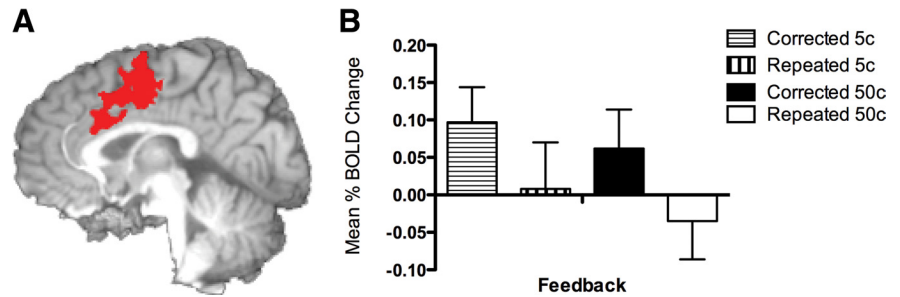 A
B
Mean % BOLD Change
0.20
0.15
0.10
0.05
0.00
-0.05
-0.10
Feedback
Corrected 5c
Repeated 5c
Corrected 50c
Repeated 50c